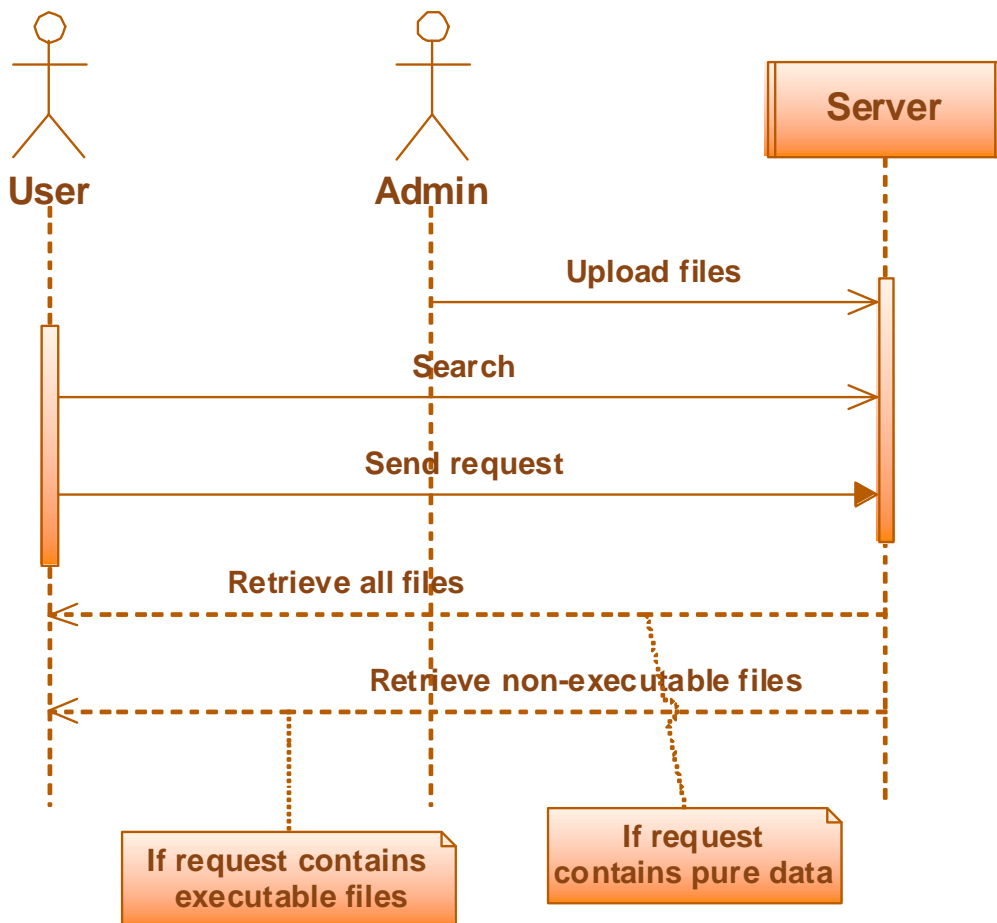 User
Admin
Server
Upload files
Search
Send request
Retrieve all files
Retrieve non-executable files
If request contains
executable files
If request
contains pure data